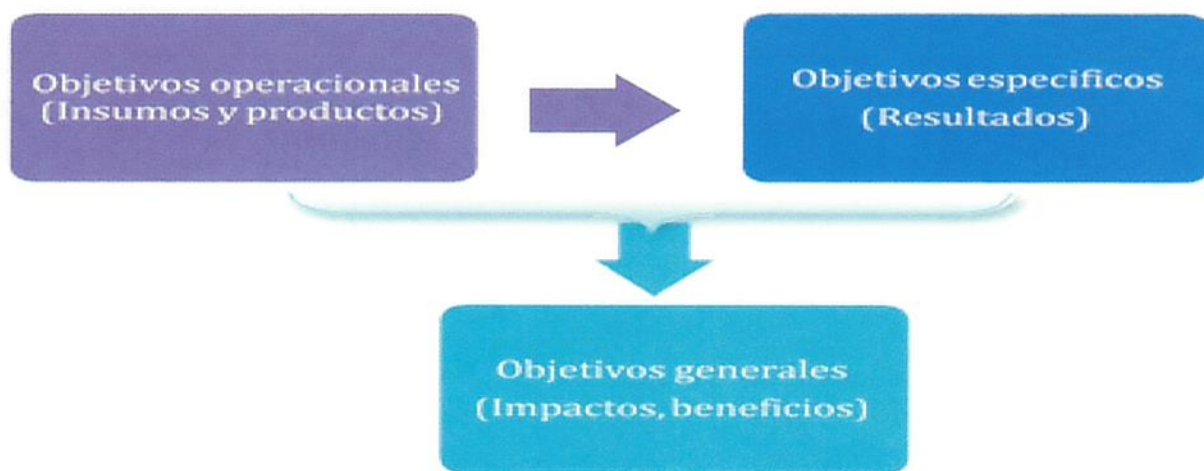 Objetivos operacionales
(Insumos y productos)
Objetivos especificos
(Resultados)
Objetivos generales
(Impactos, beneficios)